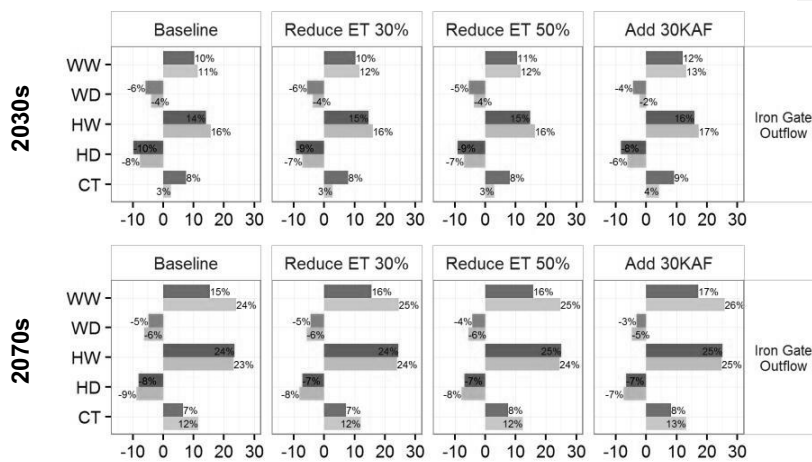 Baseline Reduce ET 30% Reduce ET 50% Add 30KAF
2030s
WW 10% 10% 11% 12%
11% 12% 12% 13%
WD -6% -6% -5% -4%
-4% -4% -4% -2%
HW 14% 15% 15% 16%
16% 16% 16% 17%
HD -10% -9% -9% -8%
-8% -7% -7% -6%
CT 8% 8% 8% 9%
3% 3% 3% 4%
Iron Gate
Outflow
-10 0 10 20 30 -10 0 10 20 30 -10 0 10 20 30 -10 0 10 20 30
Baseline Reduce ET 30% Reduce ET 50% Add 30KAF
2070s
WW 15% 16% 16% 17%
24% 25% 25% 26%
WD -5% -5% -4% -3%
-6% -6% -6% -5%
HW 24% 24% 25% 25%
23% 24% 24% 25%
HD -8% -7% -7% -7%
-9% -8% -8% -7%
CT 7% 7% 8% 8%
12% 12% 12% 13%
Iron Gate
Outflow
-10 0 10 20 30 -10 0 10 20 30 -10 0 10 20 30 -10 0 10 20 30